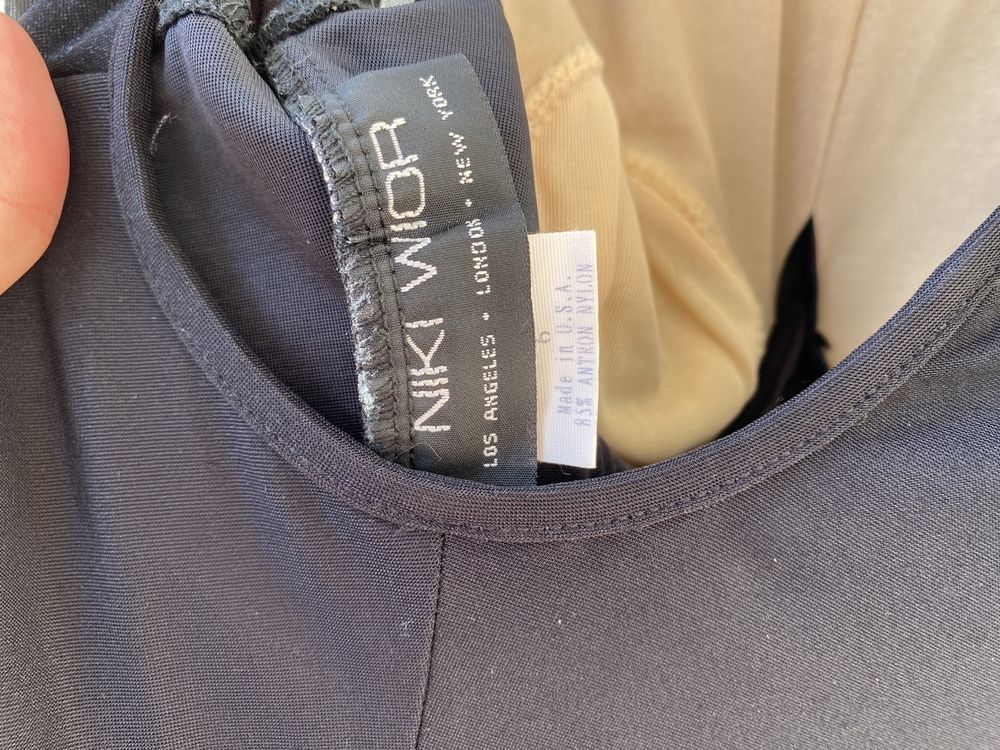 NIKI WIOR
LOS ANGELES • LONDON • NEW YORK
6
Made in U.S.A.
85% ANTRON NYLON